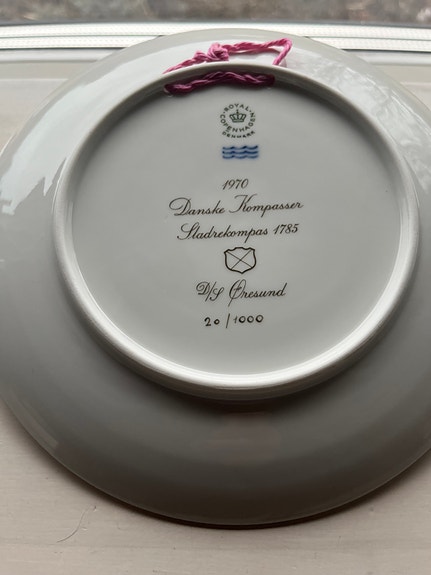 ROYAL
COPENHAGEN
DENMARK
1970
Danske Kompasser
Sladrekompas 1785
D/S Øresund
20/1000